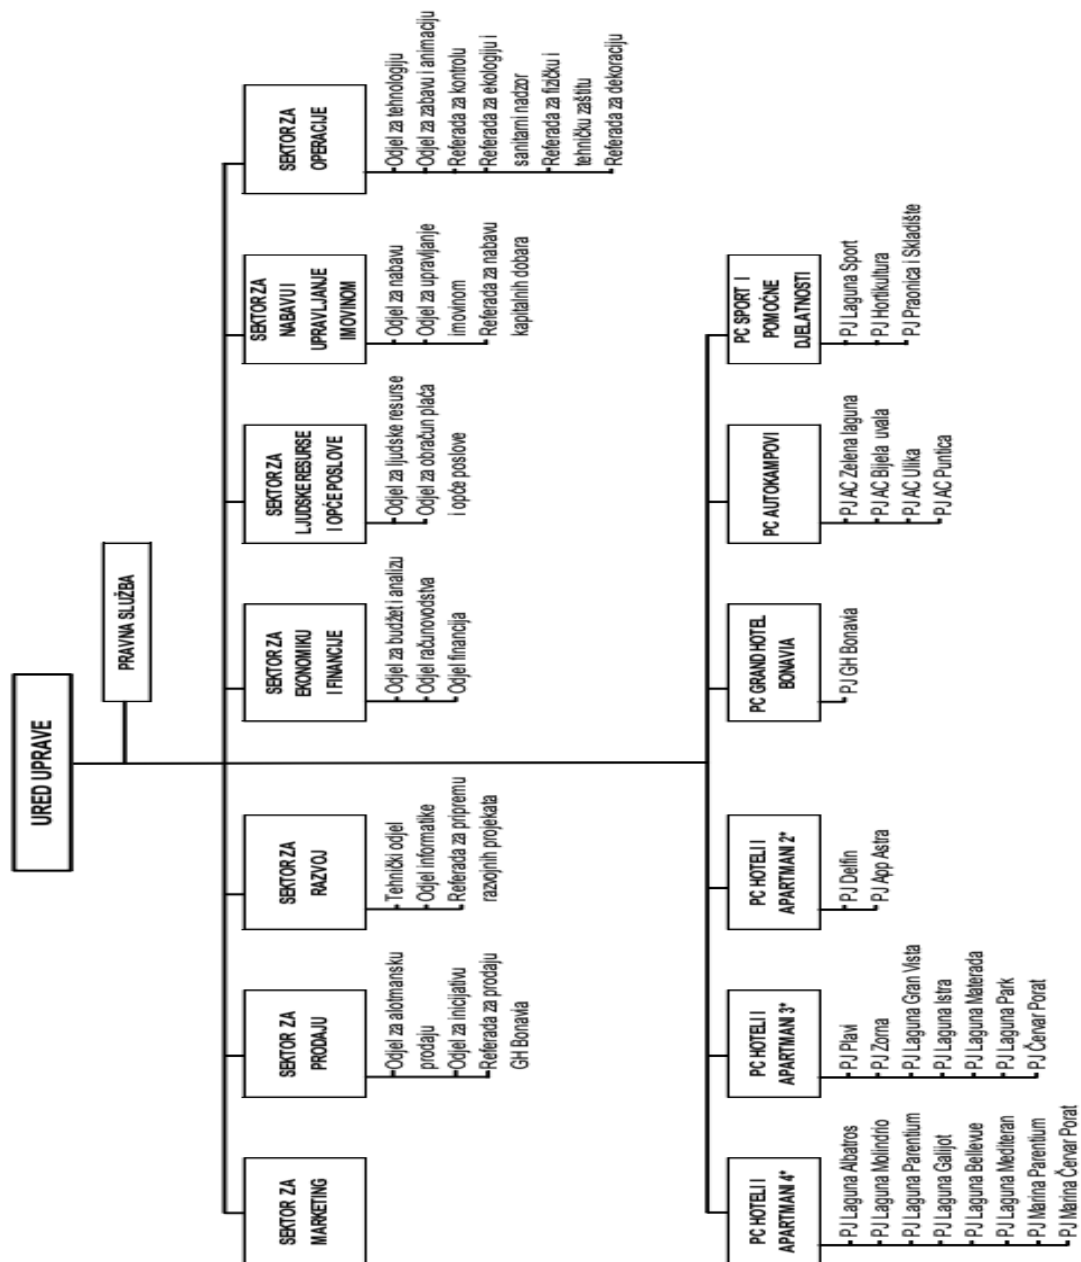 URED UPRAVE
PRAVNA SLUŽBA
SEKTOR ZA
MARKETING
SEKTOR ZA
PRODAJU
Odjel za alotmansku
prodaju
Odjel za inicijativu
Referada za prodaju
GH Bonavia
SEKTOR ZA
RAZVOJ
Tehnički odjel
Odjel informatike
Referada za pripremu
razvojnih projekata
SEKTOR ZA
EKONOMIKU
I FINANCIJE
Odjel za budžet i analizu
Odjel računovodstva
Odjel financija
SEKTOR ZA
LJUDSKE RESURSE
I OPĆE POSLOVE
Odjel za ljudske resurse
Odjel za obračun plaća
i opće poslove
SEKTOR ZA
NABAVU I
UPRAVLJANJE
IMOVINOM
Odjel za nabavu
Odjel za upravljanje
imovinom
Referada za nabavu
kapitalnih dobara
SEKTOR ZA
OPERACIJE
Odjel za tehnologiju
Odjel za zabavu i animaciju
Referada za kontrolu
Referada za ekologiju i
sanitarni nadzor
Referada za fizičku i
tehničku zaštitu
Referada za dekoraciju
PC HOTELI I
APARTMANI 4*
PJ Laguna Albatros
PJ Laguna Molindrio
PJ Laguna Parentium
PJ Laguna Galijot
PJ Laguna Bellevue
PJ Laguna Mediteran
PJ Marina Parentium
PJ Marina Červar Porat
PC HOTELI I
APARTMANI 3*
PJ Plavi
PJ Zorna
PJ Laguna Gran Vista
PJ Laguna Istra
PJ Laguna Materada
PJ Laguna Park
PJ Červar Porat
PC HOTELI I
APARTMANI 2*
PJ Delfin
PJ App Astra
PC GRAND HOTEL
BONAVIA
PJ GH Bonavia
PC AUTOKAMPOVI
PJ AC Zelena laguna
PJ AC Bijela uvala
PJ AC Ulika
PJ AC Puntica
PC SPORT I
POMOĆNE
DJELATNOSTI
PJ Laguna Sport
PJ Hortikultura
PJ Praonica i Skladište